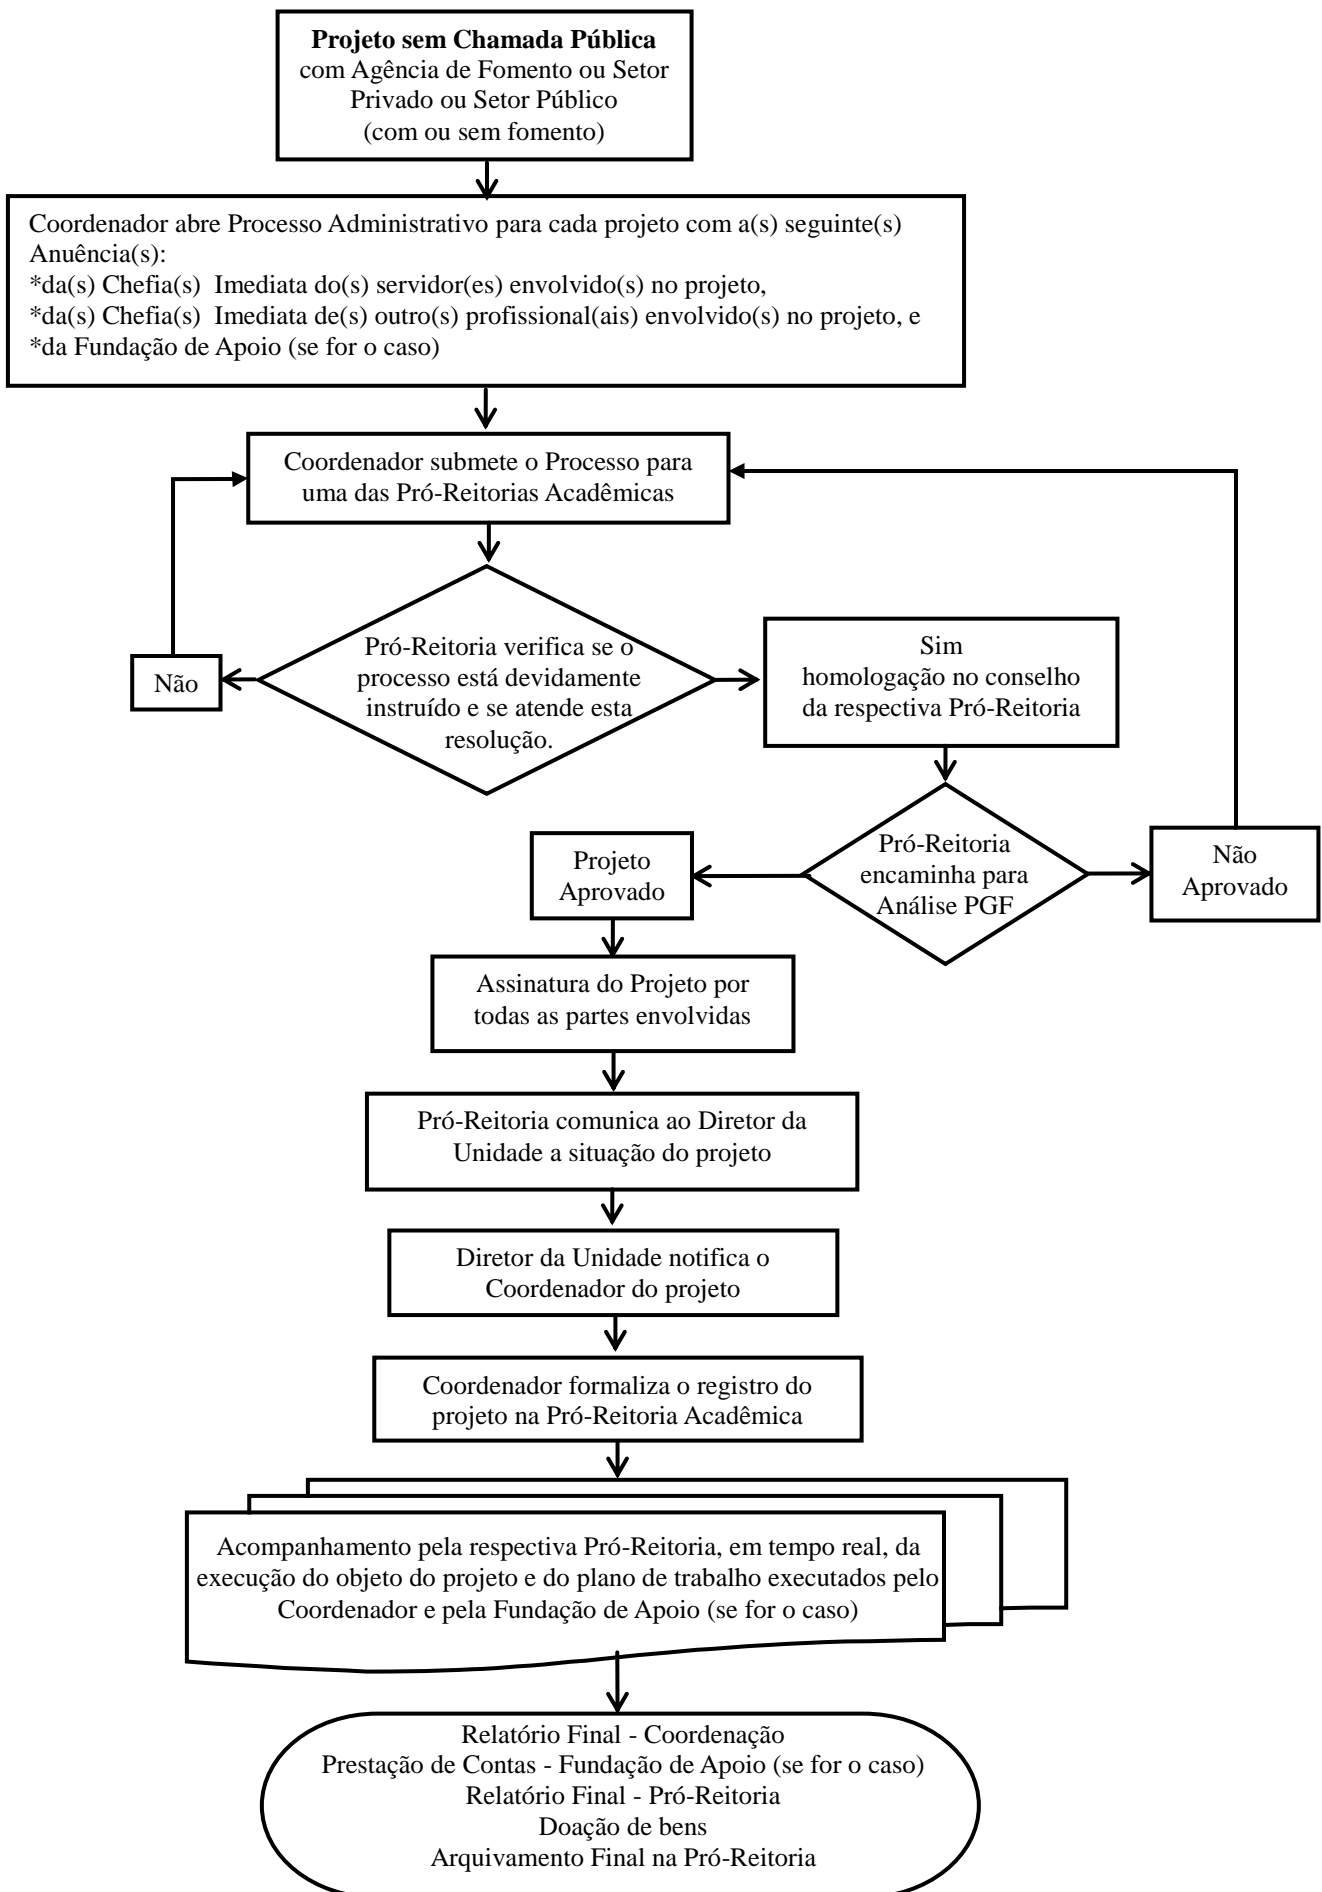 Projeto sem Chamada Pública
com Agência de Fomento ou Setor
Privado ou Setor Público
(com ou sem fomento)
Coordenador abre Processo Administrativo para cada projeto com a(s) seguinte(s)
Anuência(s):
*da(s) Chefia(s) Imediata do(s) servidor(es) envolvido(s) no projeto,
*da(s) Chefia(s) Imediata de(s) outro(s) profissional(ais) envolvido(s) no projeto, e
*da Fundação de Apoio (se for o caso)
Coordenador submete o Processo para
uma das Pró-Reitorias Acadêmicas
Pró-Reitoria verifica se o
processo está devidamente
instruído e se atende esta
resolução.
Não
Sim
homologação no conselho
da respectiva Pró-Reitoria
Pró-Reitoria
encaminha para
Análise PGF
Projeto
Aprovado
Não
Aprovado
Assinatura do Projeto por
todas as partes envolvidas
Pró-Reitoria comunica ao Diretor da
Unidade a situação do projeto
Diretor da Unidade notifica o
Coordenador do projeto
Coordenador formaliza o registro do
projeto na Pró-Reitoria Acadêmica
Acompanhamento pela respectiva Pró-Reitoria, em tempo real, da
execução do objeto do projeto e do plano de trabalho executados pelo
Coordenador e pela Fundação de Apoio (se for o caso)
Relatório Final - Coordenação
Prestação de Contas - Fundação de Apoio (se for o caso)
Relatório Final - Pró-Reitoria
Doação de bens
Arquivamento Final na Pró-Reitoria